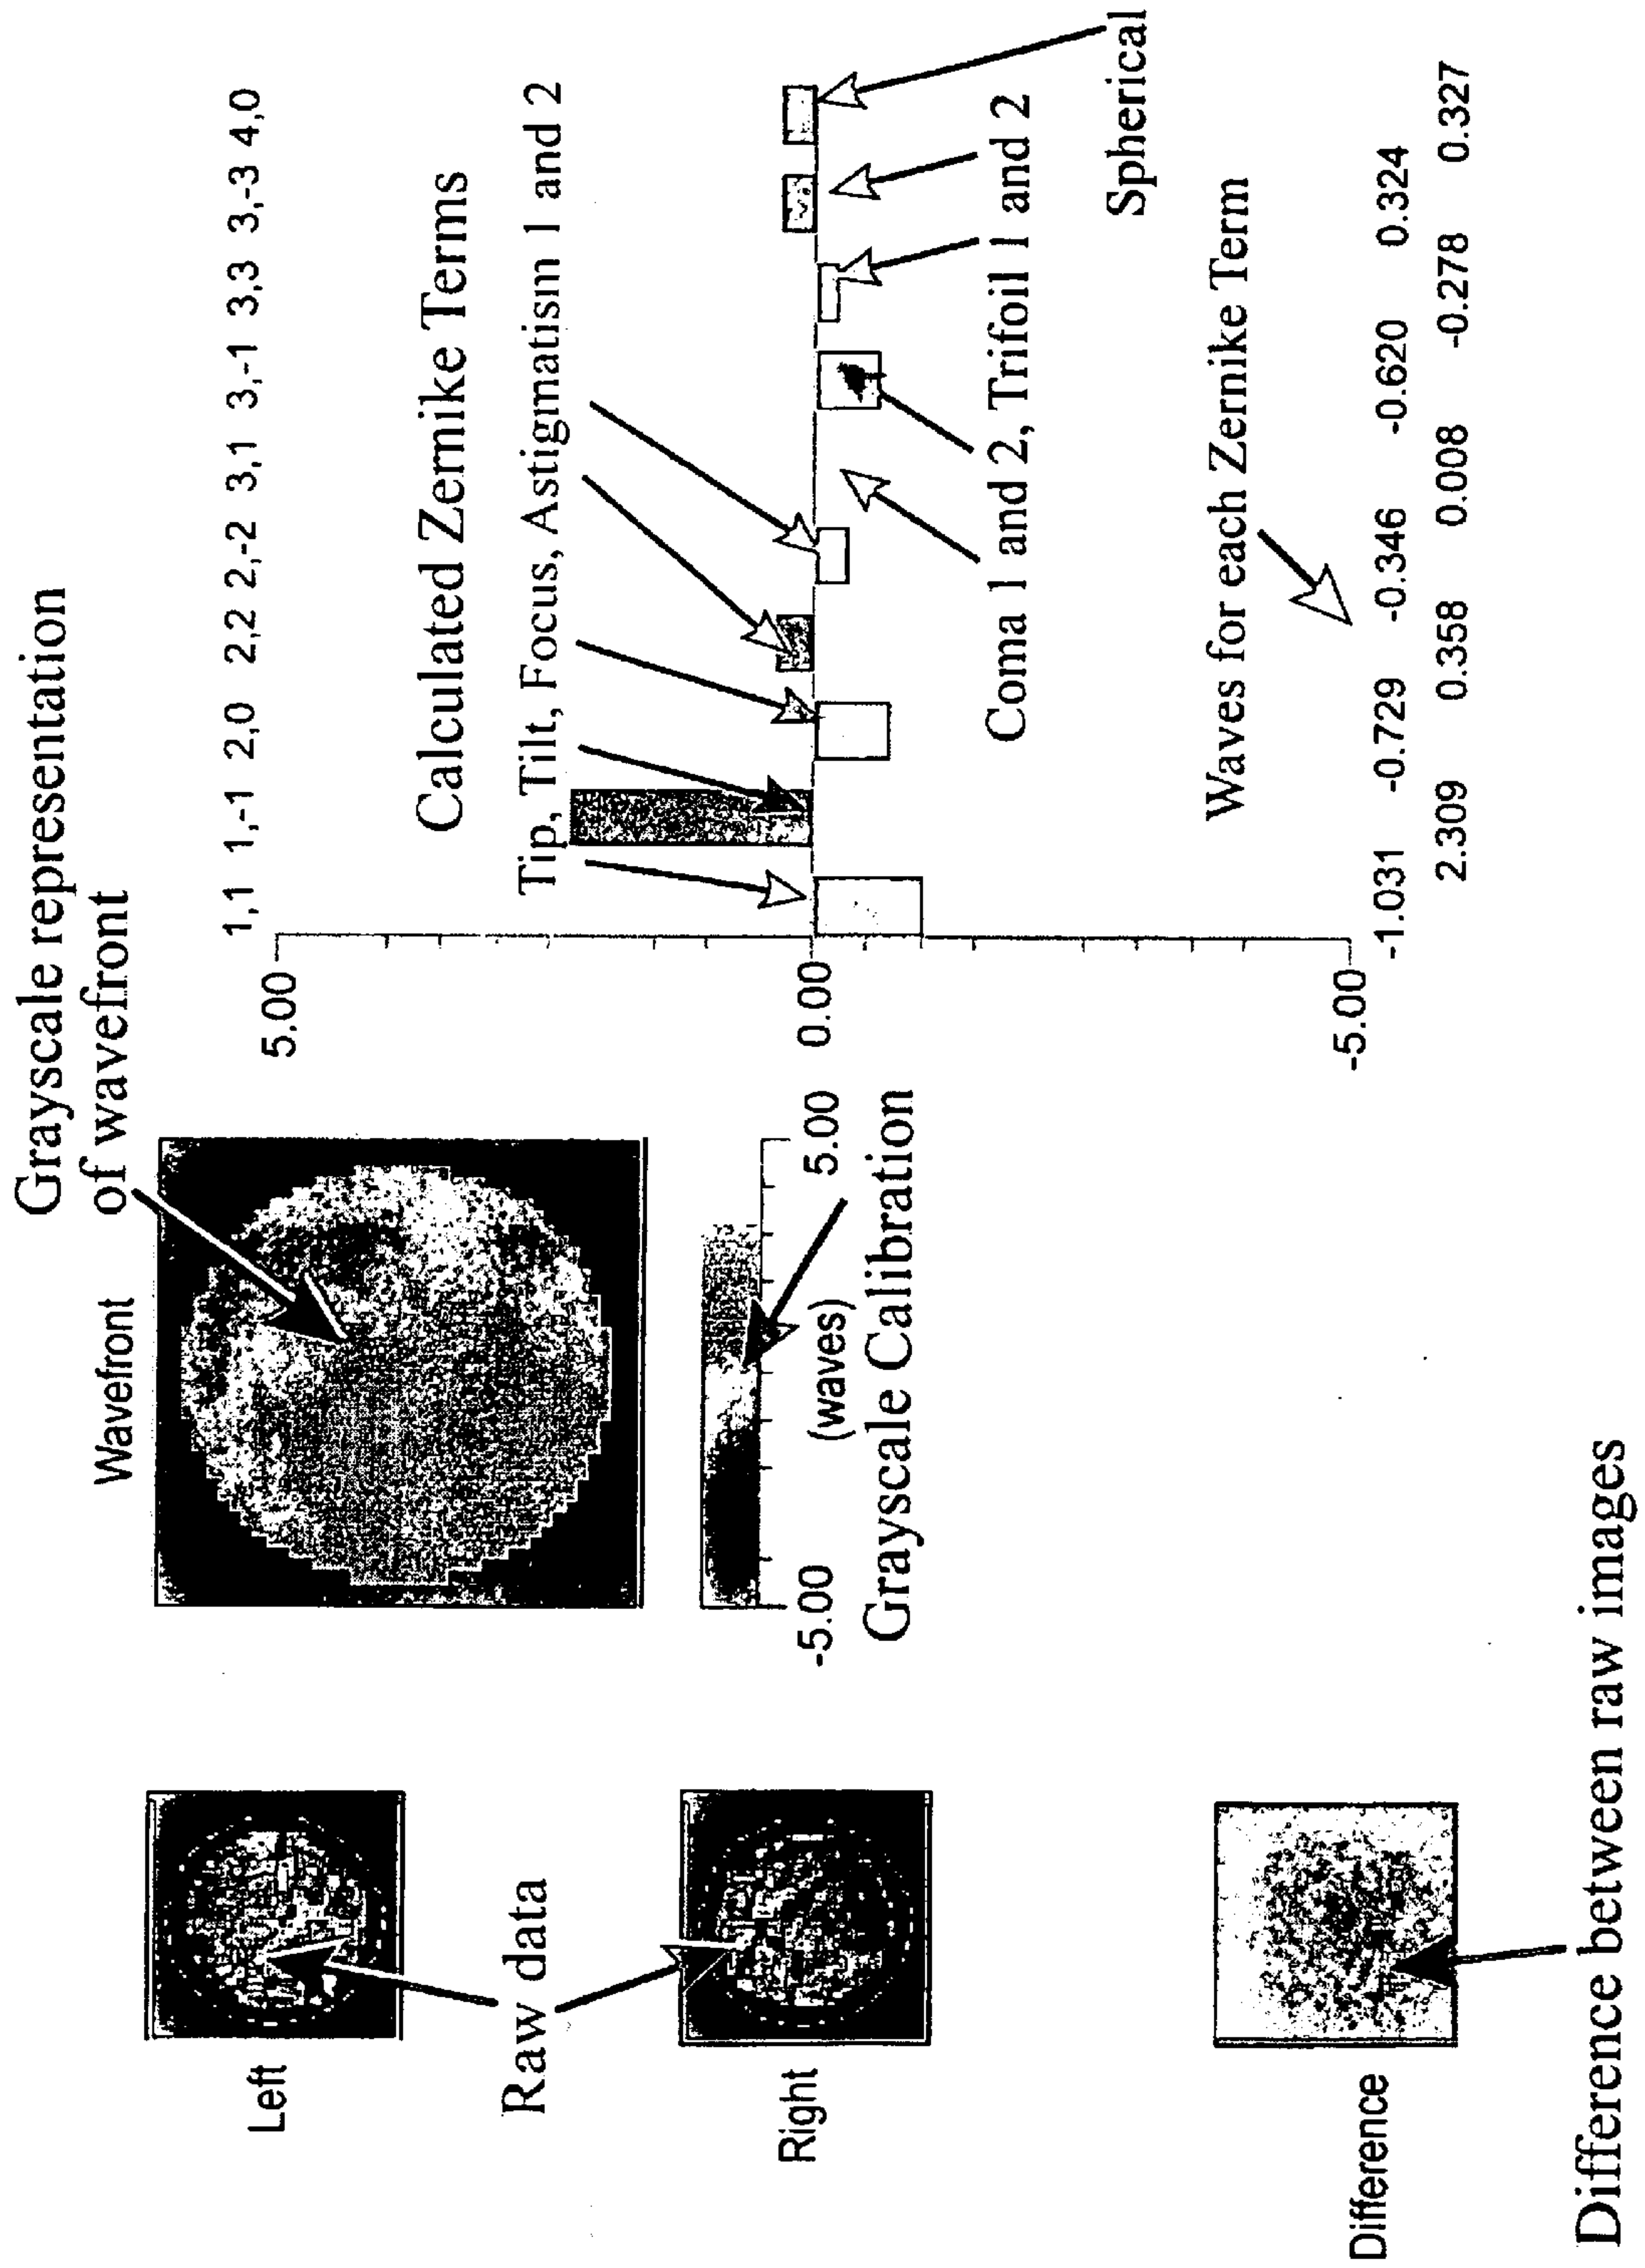 Left
Raw data
Right
Difference
Difference between raw images
Grayscale representation
of wavefront
Wavefront
-5.00 (waves) 5.00
Grayscale Calibration
1,1 1,-1 2,0 2,2 2,-2 3,1 3,-1 3,3 3,-3 4,0
5.00
Calculated Zernike Terms
Tip, Tilt, Focus, Astigmatism 1 and 2
0.00
Coma 1 and 2, Trifoil 1 and 2
Spherical
Waves for each Zernike Term
-5.00
-1.031 -0.729 -0.346 -0.620 0.324
2.309 0.358 0.008 -0.278 0.327